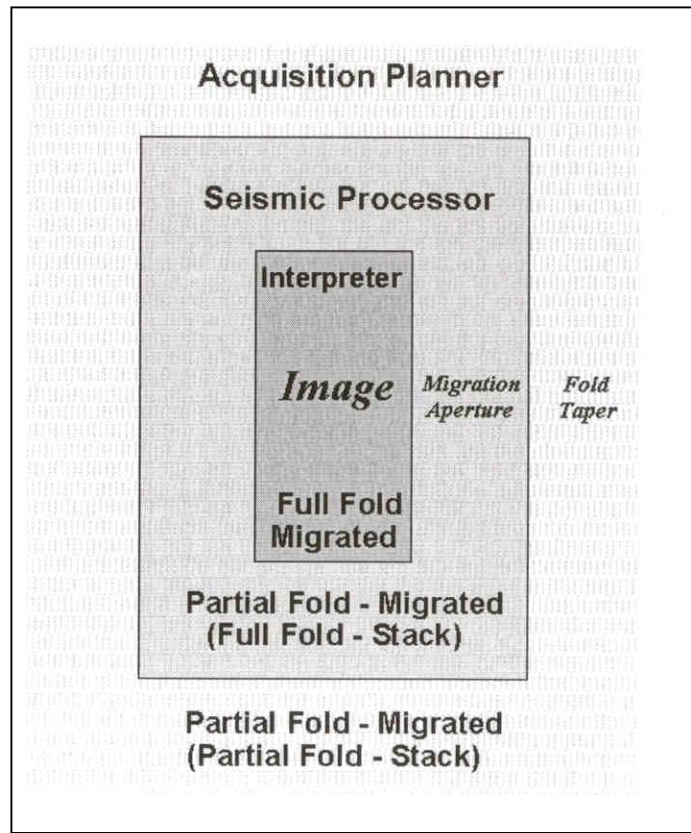 Acquisition Planner
Seismic Processor
Interpreter
Image
Migration
Aperture
Fold
Taper
Full Fold
Migrated
Partial Fold - Migrated
(Full Fold - Stack)
Partial Fold - Migrated
(Partial Fold - Stack)